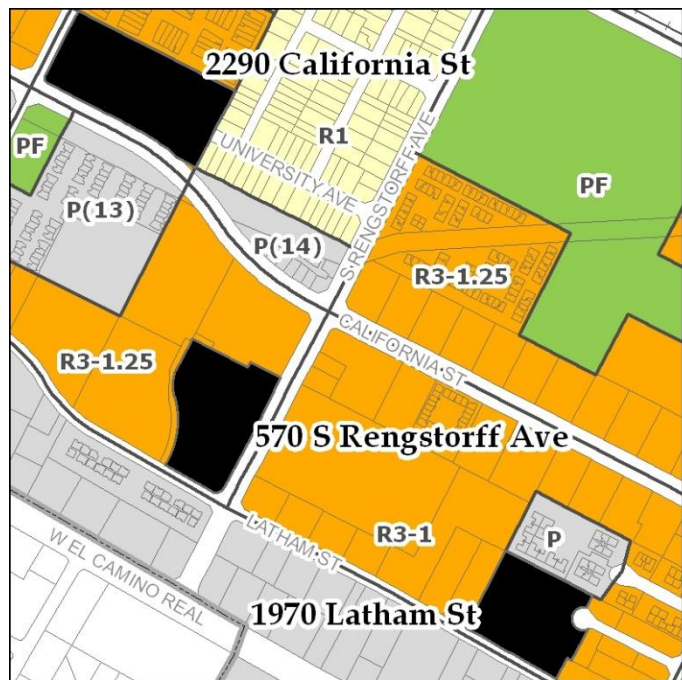 2290 California St
R1
PF
UNIVERSITY AVE
S RENGSTORFF AVE
PF
P(13)
P(14)
R3-1.25
CALIFORNIA ST
R3-1.25
570 S Rengstorff Ave
LATHAM ST
R3-1
P
W EL CAMINO REAL
1970 Latham St